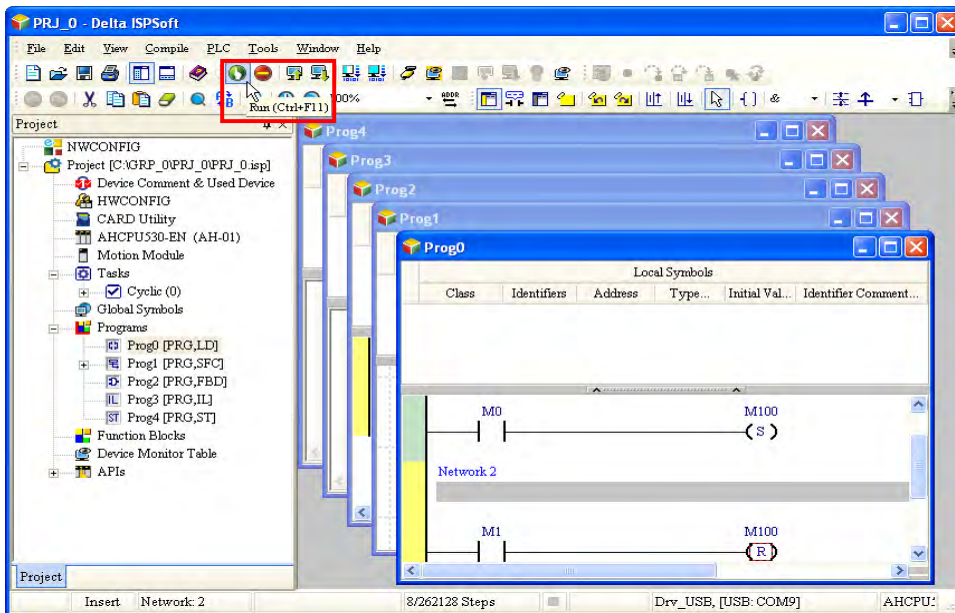 PRJ_0 - Delta ISPSoft
File Edit View Compile PLC Tools Window Help
100%
ADDR
Run (Ctrl+F11)
Project
NWCONFIG
Project [C:\GRP_0\PRJ_0\PRJ_0.isp]
Device Comment & Used Device
HWCONFIG
CARD Utility
AHCPU530-EN (AH-01)
Motion Module
Tasks
Cyclic (0)
Global Symbols
Programs
Prog0 [PRG,LD]
Prog1 [PRG,SFC]
Prog2 [PRG,FBD]
IL Prog3 [PRG,IL]
ST Prog4 [PRG,ST]
Function Blocks
Device Monitor Table
APIs
Project
Prog4
Prog3
Prog2
Prog1
Prog0
Local Symbols
Class Identifiers Address Type... Initial Val... Identifier Comment...
M0 M100
S
Network 2
M1 M100
R
Insert Network: 2 8/262128 Steps Drv_USB, [USB: COM9] AHCPU